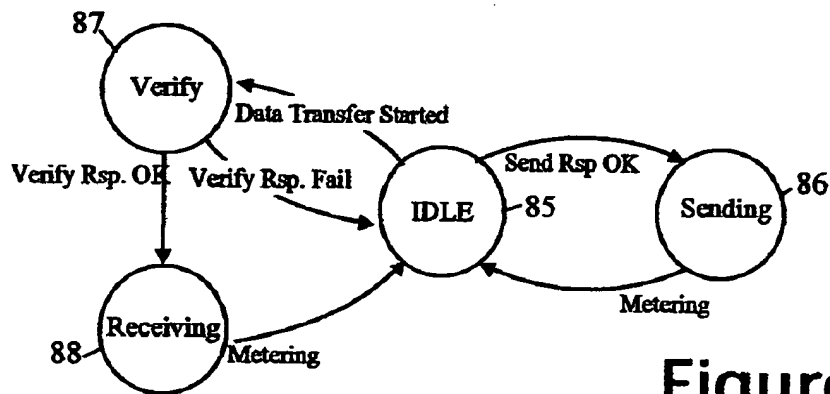 87
Verify
Data Transfer Started
Verify Rsp. OK
Verify Rsp. Fail
Send Rsp OK
IDLE
85
Sending
86
Receiving
88
Metering
Metering
Figure